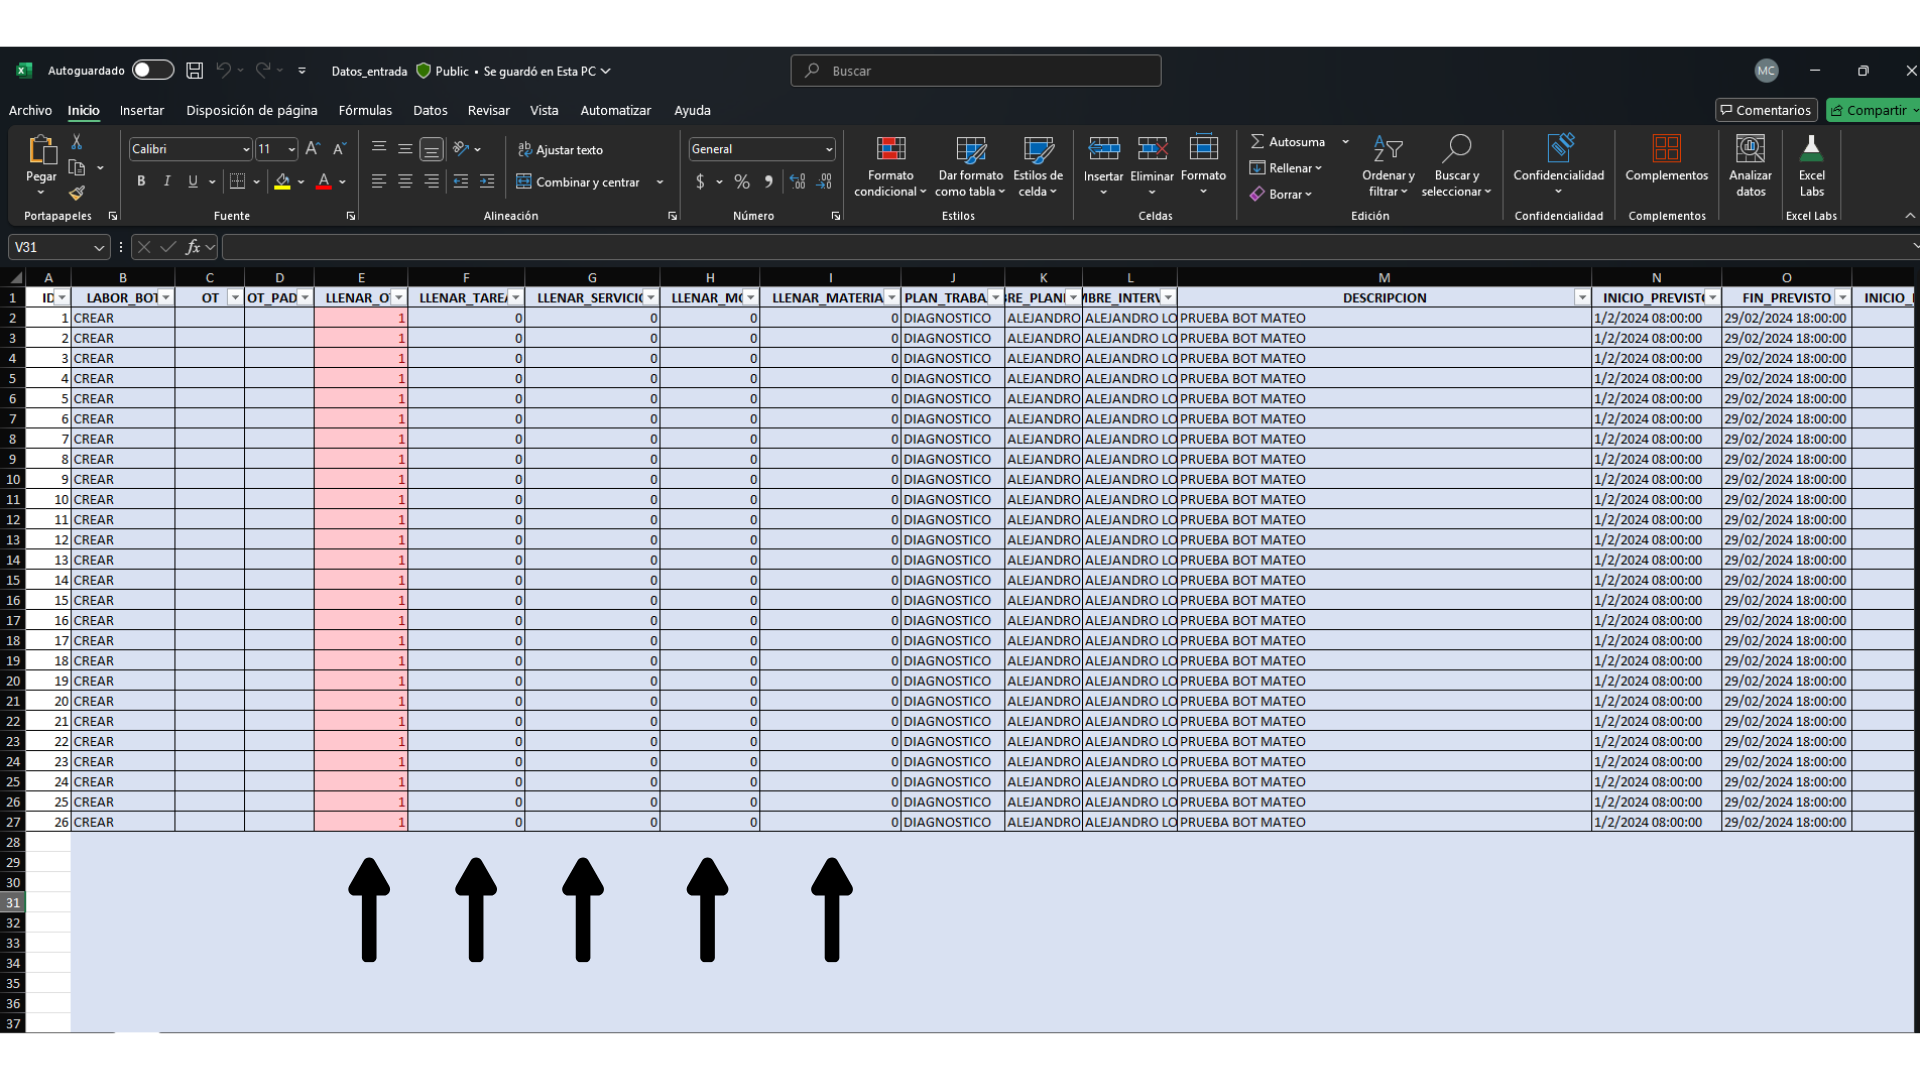 Autoguardado Datos_entrada Public • Se guardó en Esta PC Buscar MC
Archivo Inicio Insertar Disposición de página Fórmulas Datos Revisar Vista Automatizar Ayuda Comentarios Compartir
Pegar Calibri 11 Ajustar texto General Formato condicional Dar formato como tabla Estilos de celda Insertar Eliminar Formato Autosuma Ordenar y filtrar Buscar y seleccionar Confidencialidad Complementos Analizar datos Excel Labs
N K S Combinar y centrar $ % Rellenar
Borrar
Portapapeles Fuente Alineación Número Estilos Celdas Edición Confidencialidad Complementos Excel Labs
V31 fx
A B C D E F G H I J K L M N O
1 ID LABOR_BOT OT OT_PAD LLENAR_O LLENAR_TAREA LLENAR_SERVICIO LLENAR_MO LLENAR_MATERIA PLAN_TRABA BRE_PLANI MBRE_INTERV DESCRIPCION INICIO_PREVISTO FIN_PREVISTO INICIO_
2 1 CREAR 1 0 0 0 0 DIAGNOSTICO ALEJANDRO ALEJANDRO LO PRUEBA BOT MATEO 1/2/2024 08:00:00 29/02/2024 18:00:00
3 2 CREAR 1 0 0 0 0 DIAGNOSTICO ALEJANDRO ALEJANDRO LO PRUEBA BOT MATEO 1/2/2024 08:00:00 29/02/2024 18:00:00
4 3 CREAR 1 0 0 0 0 DIAGNOSTICO ALEJANDRO ALEJANDRO LO PRUEBA BOT MATEO 1/2/2024 08:00:00 29/02/2024 18:00:00
5 4 CREAR 1 0 0 0 0 DIAGNOSTICO ALEJANDRO ALEJANDRO LO PRUEBA BOT MATEO 1/2/2024 08:00:00 29/02/2024 18:00:00
6 5 CREAR 1 0 0 0 0 DIAGNOSTICO ALEJANDRO ALEJANDRO LO PRUEBA BOT MATEO 1/2/2024 08:00:00 29/02/2024 18:00:00
7 6 CREAR 1 0 0 0 0 DIAGNOSTICO ALEJANDRO ALEJANDRO LO PRUEBA BOT MATEO 1/2/2024 08:00:00 29/02/2024 18:00:00
8 7 CREAR 1 0 0 0 0 DIAGNOSTICO ALEJANDRO ALEJANDRO LO PRUEBA BOT MATEO 1/2/2024 08:00:00 29/02/2024 18:00:00
9 8 CREAR 1 0 0 0 0 DIAGNOSTICO ALEJANDRO ALEJANDRO LO PRUEBA BOT MATEO 1/2/2024 08:00:00 29/02/2024 18:00:00
10 9 CREAR 1 0 0 0 0 DIAGNOSTICO ALEJANDRO ALEJANDRO LO PRUEBA BOT MATEO 1/2/2024 08:00:00 29/02/2024 18:00:00
11 10 CREAR 1 0 0 0 0 DIAGNOSTICO ALEJANDRO ALEJANDRO LO PRUEBA BOT MATEO 1/2/2024 08:00:00 29/02/2024 18:00:00
12 11 CREAR 1 0 0 0 0 DIAGNOSTICO ALEJANDRO ALEJANDRO LO PRUEBA BOT MATEO 1/2/2024 08:00:00 29/02/2024 18:00:00
13 12 CREAR 1 0 0 0 0 DIAGNOSTICO ALEJANDRO ALEJANDRO LO PRUEBA BOT MATEO 1/2/2024 08:00:00 29/02/2024 18:00:00
14 13 CREAR 1 0 0 0 0 DIAGNOSTICO ALEJANDRO ALEJANDRO LO PRUEBA BOT MATEO 1/2/2024 08:00:00 29/02/2024 18:00:00
15 14 CREAR 1 0 0 0 0 DIAGNOSTICO ALEJANDRO ALEJANDRO LO PRUEBA BOT MATEO 1/2/2024 08:00:00 29/02/2024 18:00:00
16 15 CREAR 1 0 0 0 0 DIAGNOSTICO ALEJANDRO ALEJANDRO LO PRUEBA BOT MATEO 1/2/2024 08:00:00 29/02/2024 18:00:00
17 16 CREAR 1 0 0 0 0 DIAGNOSTICO ALEJANDRO ALEJANDRO LO PRUEBA BOT MATEO 1/2/2024 08:00:00 29/02/2024 18:00:00
18 17 CREAR 1 0 0 0 0 DIAGNOSTICO ALEJANDRO ALEJANDRO LO PRUEBA BOT MATEO 1/2/2024 08:00:00 29/02/2024 18:00:00
19 18 CREAR 1 0 0 0 0 DIAGNOSTICO ALEJANDRO ALEJANDRO LO PRUEBA BOT MATEO 1/2/2024 08:00:00 29/02/2024 18:00:00
20 19 CREAR 1 0 0 0 0 DIAGNOSTICO ALEJANDRO ALEJANDRO LO PRUEBA BOT MATEO 1/2/2024 08:00:00 29/02/2024 18:00:00
21 20 CREAR 1 0 0 0 0 DIAGNOSTICO ALEJANDRO ALEJANDRO LO PRUEBA BOT MATEO 1/2/2024 08:00:00 29/02/2024 18:00:00
22 21 CREAR 1 0 0 0 0 DIAGNOSTICO ALEJANDRO ALEJANDRO LO PRUEBA BOT MATEO 1/2/2024 08:00:00 29/02/2024 18:00:00
23 22 CREAR 1 0 0 0 0 DIAGNOSTICO ALEJANDRO ALEJANDRO LO PRUEBA BOT MATEO 1/2/2024 08:00:00 29/02/2024 18:00:00
24 23 CREAR 1 0 0 0 0 DIAGNOSTICO ALEJANDRO ALEJANDRO LO PRUEBA BOT MATEO 1/2/2024 08:00:00 29/02/2024 18:00:00
25 24 CREAR 1 0 0 0 0 DIAGNOSTICO ALEJANDRO ALEJANDRO LO PRUEBA BOT MATEO 1/2/2024 08:00:00 29/02/2024 18:00:00
26 25 CREAR 1 0 0 0 0 DIAGNOSTICO ALEJANDRO ALEJANDRO LO PRUEBA BOT MATEO 1/2/2024 08:00:00 29/02/2024 18:00:00
27 26 CREAR 1 0 0 0 0 DIAGNOSTICO ALEJANDRO ALEJANDRO LO PRUEBA BOT MATEO 1/2/2024 08:00:00 29/02/2024 18:00:00
28
29
30
31
32
33
34
35
36
37